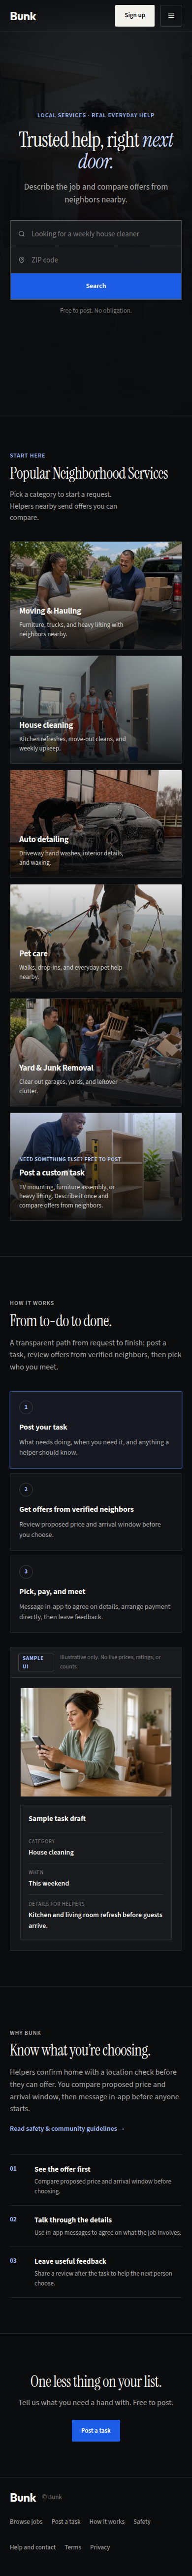 Bunk
Sign up
LOCAL SERVICES · REAL EVERYDAY HELP
Trusted help, right next
door.
Describe the job and compare offers from
neighbors nearby.
Looking for a weekly house cleaner
ZIP code
Search
Free to post. No obligation.
START HERE
Popular Neighborhood Services
Pick a category to start a request.
Helpers nearby send offers you can
compare.
Moving & Hauling
Furniture, trucks, and heavy lifting with
neighbors nearby.
House cleaning
Kitchen refreshes, move-out cleans, and
weekly upkeep.
Auto detailing
Driveway hand washes, interior details,
and waxing.
Pet care
Walks, drop-ins, and everyday pet help
nearby.
Yard & Junk Removal
Clear out garages, yards, and leftover
clutter.
NEED SOMETHING ELSE? FREE TO POST
Post a custom task
TV mounting, furniture assembly, or
heavy lifting. Describe it once and
compare offers from neighbors.
HOW IT WORKS
From to-do to done.
A transparent path from request to finish: post a
task, review offers from verified neighbors, then pick
who you meet.
1
Post your task
What needs doing, when you need it, and anything a
helper should know.
2
Get offers from verified neighbors
Review proposed price and arrival window before
you choose.
3
Pick, pay, and meet
Message in-app to agree on details, arrange payment
directly, then leave feedback.
SAMPLE
UI
Illustrative only. No live prices, ratings, or
counts.
Sample task draft
CATEGORY
House cleaning
WHEN
This weekend
DETAILS FOR HELPERS
Kitchen and living room refresh before guests
arrive.
WHY BUNK
Know what you're choosing.
Helpers confirm home with a location check before
they can offer. You compare proposed price and
arrival window, then message in-app before anyone
starts.
Read safety & community guidelines →
01
See the offer first
Compare proposed price and arrival window before
choosing.
02
Talk through the details
Use in-app messages to agree on what the job involves.
03
Leave useful feedback
Share a review after the task to help the next person
choose.
One less thing on your list.
Tell us what you need a hand with. Free to post.
Post a task
Bunk © Bunk
Browse jobs Post a task How it works Safety
Help and contact Terms Privacy